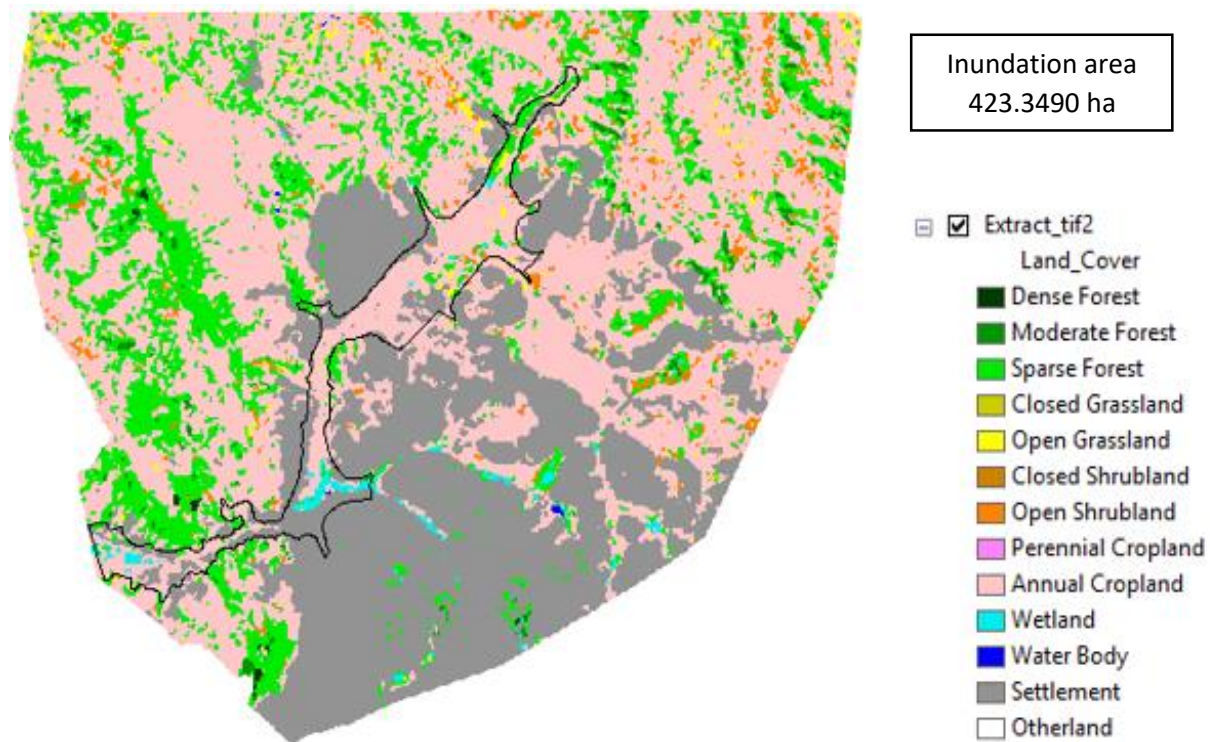 Inundation area
423.3490 ha
Extract_tif2
Land_Cover
Dense Forest
Moderate Forest
Sparse Forest
Closed Grassland
Open Grassland
Closed Shrubland
Open Shrubland
Perennial Cropland
Annual Cropland
Wetland
Water Body
Settlement
Otherland